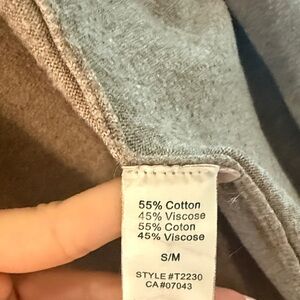 55% Cotton
45% Viscose
55% Coton
45% Viscose
S/M
STYLE #T2230
CA #07043